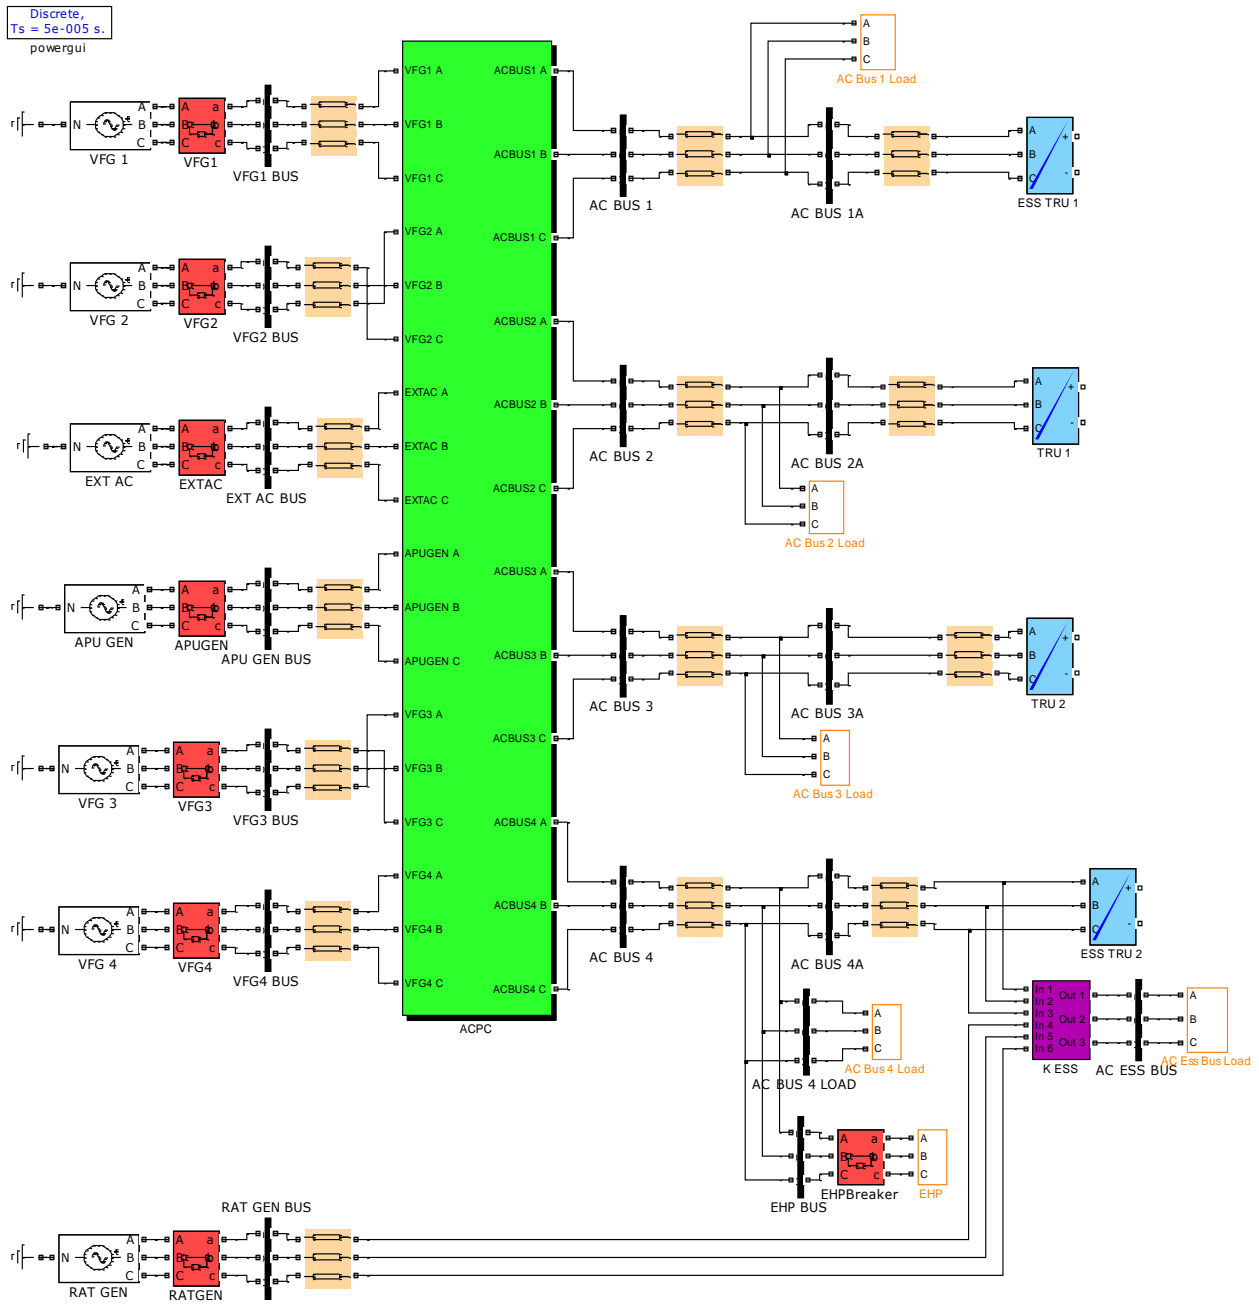 Discrete,
Ts = 5e-005 s.
powergui
N A B C
VFG 1
A B C a b c
VFG1
VFG1 BUS
VFG1 A
VFG1 B
VFG1 C
N A B C
VFG 2
A B C a b c
VFG2
VFG2 BUS
VFG2 A
VFG2 B
VFG2 C
N A B C
EXT AC
A B C a b c
EXTAC
EXT AC BUS
EXTAC A
EXTAC B
EXTAC C
N A B C
APU GEN
A B C a b c
APUGEN
APU GEN BUS
APUGEN A
APUGEN B
APUGEN C
N A B C
VFG 3
A B C a b c
VFG3
VFG3 BUS
VFG3 A
VFG3 B
VFG3 C
N A B C
VFG 4
A B C a b c
VFG4
VFG4 BUS
VFG4 A
VFG4 B
VFG4 C
ACPC
ACBUS1 A
ACBUS1 B
ACBUS1 C
AC BUS 1
A
B
C
AC Bus 1 Load
AC BUS 1A
A
B
C
+
-
ESS TRU 1
ACBUS2 A
ACBUS2 B
ACBUS2 C
AC BUS 2
AC BUS 2A
A
B
C
+
-
TRU 1
A
B
C
AC Bus 2 Load
ACBUS3 A
ACBUS3 B
ACBUS3 C
AC BUS 3
AC BUS 3A
A
B
C
+
-
TRU 2
A
B
C
AC Bus 3 Load
ACBUS4 A
ACBUS4 B
ACBUS4 C
AC BUS 4
AC BUS 4A
A
B
C
+
-
ESS TRU 2
In 1
In 2
In 3
In 4
In 5
In 6
Out 1
Out 2
Out 3
K ESS
AC ESS BUS
A
B
C
AC Ess Bus Load
AC BUS 4 LOAD
A
B
C
AC Bus 4 Load
EHP BUS
A B C a b c
EHPBreaker
A
B
C
EHP
N A B C
RAT GEN
A B C a b c
RATGEN
RAT GEN BUS